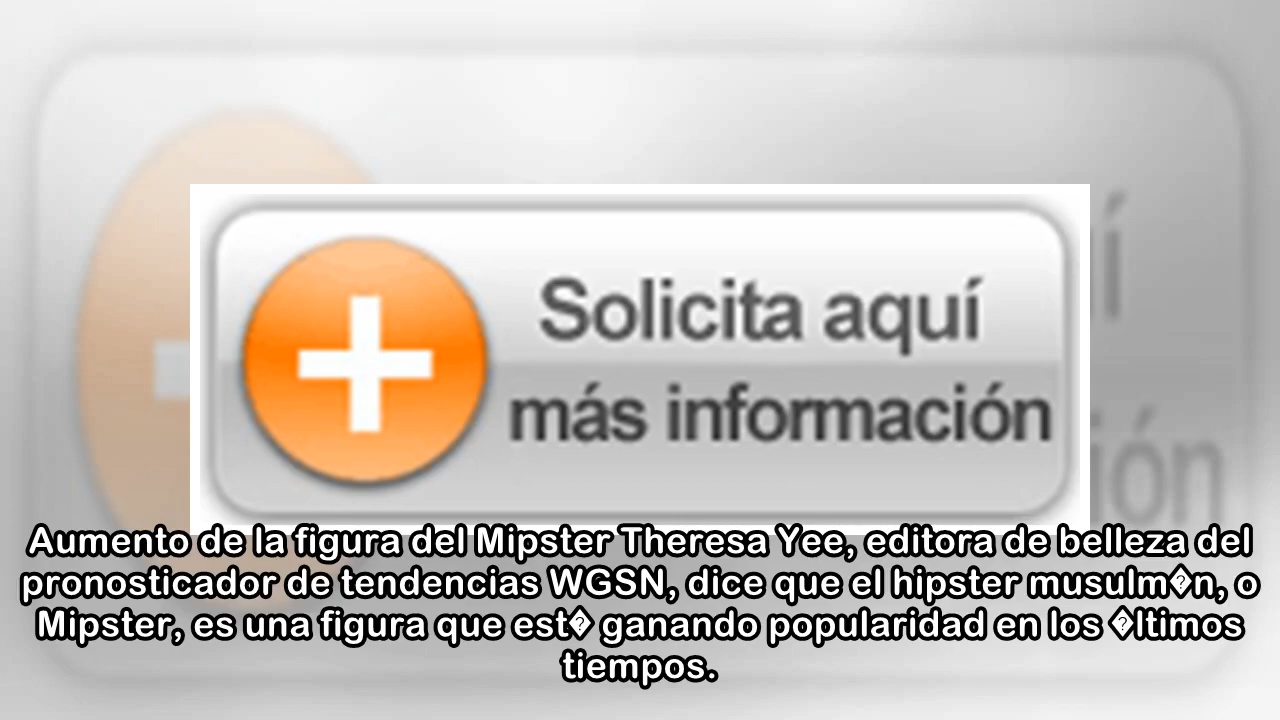 Solicita aquí
más información
Aumento de la figura del Mipster Theresa Yee, editora de belleza del
pronosticador de tendencias WGSN, dice que el hipster musulm�n, o
Mipster, es una figura que est� ganando popularidad en los �ltimos
tiempos.